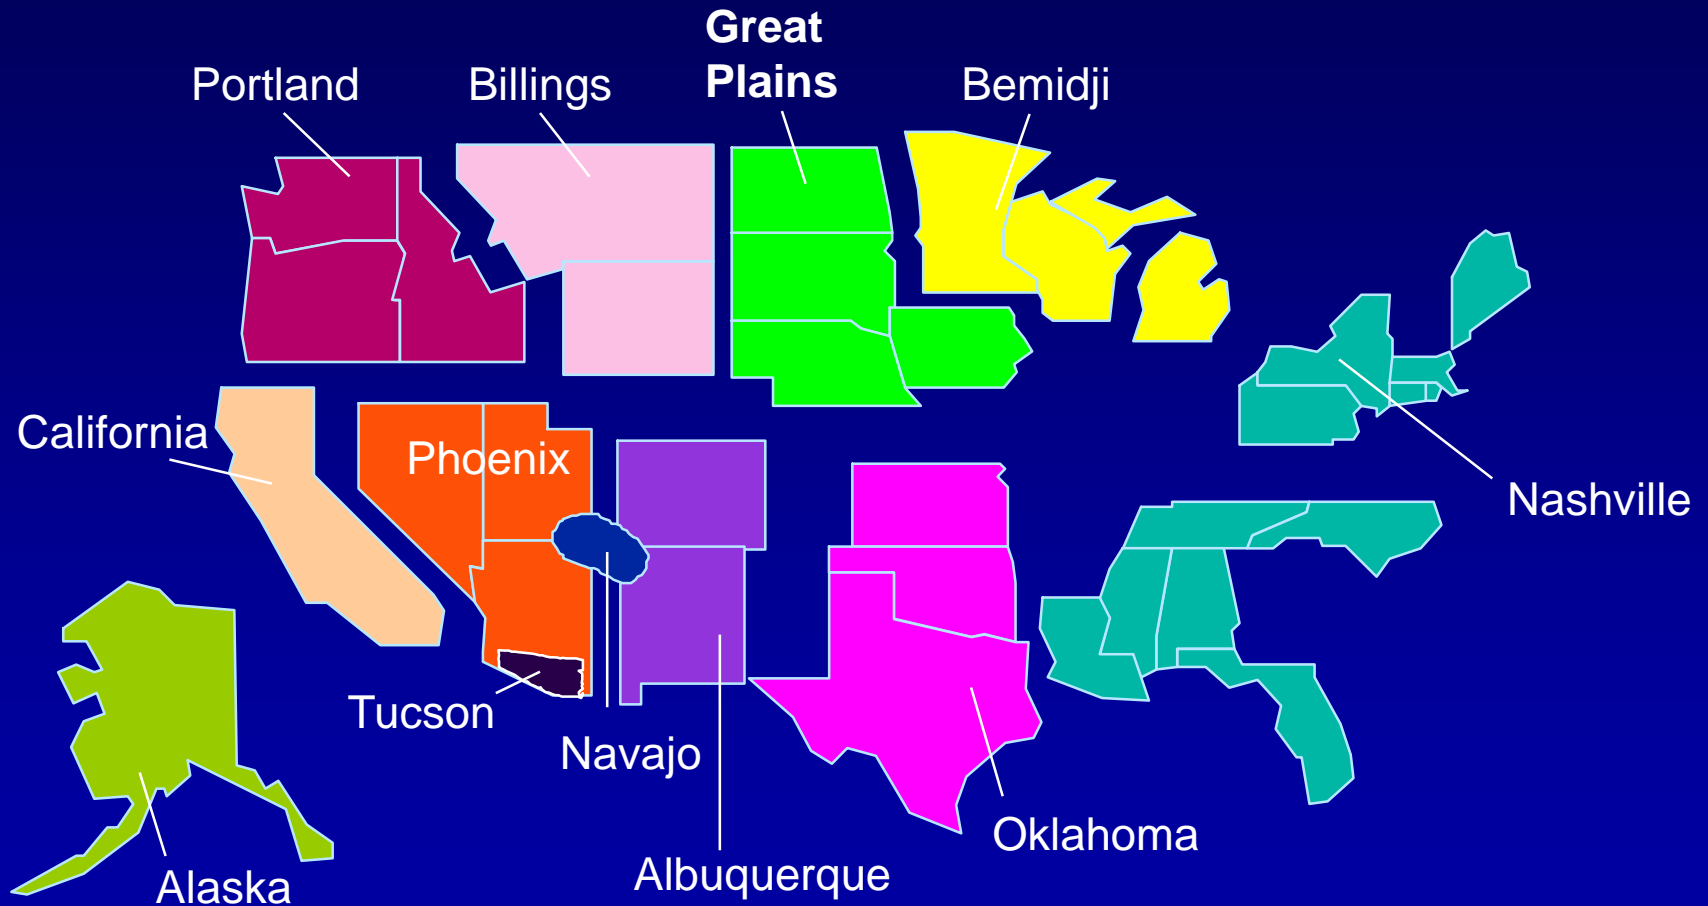 Great
Plains
Portland
Billings
Bemidji
California
Phoenix
Nashville
Tucson
Navajo
Oklahoma
Albuquerque
Alaska